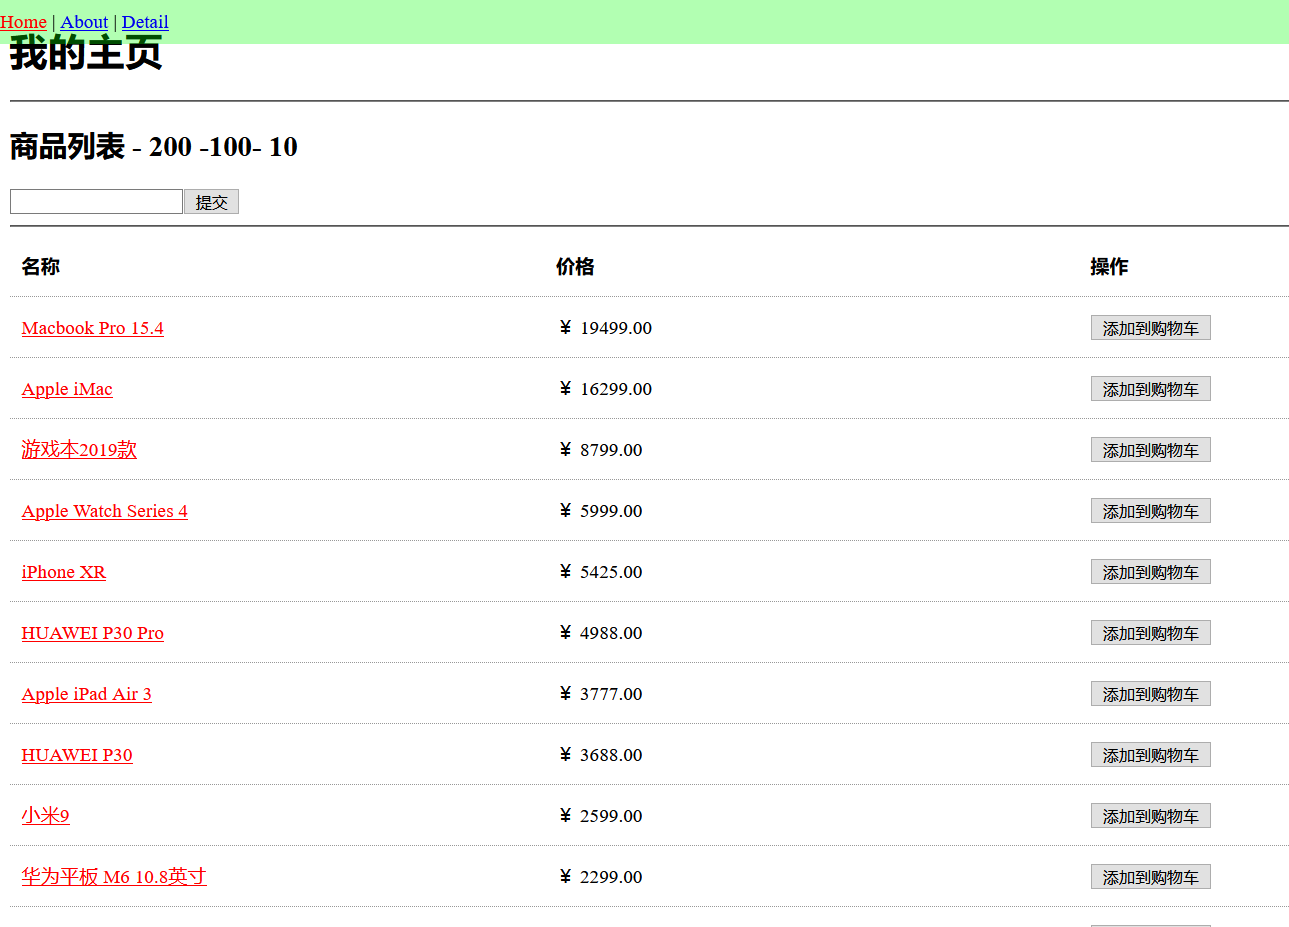 Home | About | Detail
我的主页
商品列表 - 200 -100- 10
提交
名称 价格 操作
Macbook Pro 15.4 ¥ 19499.00 添加到购物车
Apple iMac ¥ 16299.00 添加到购物车
游戏本2019款 ¥ 8799.00 添加到购物车
Apple Watch Series 4 ¥ 5999.00 添加到购物车
iPhone XR ¥ 5425.00 添加到购物车
HUAWEI P30 Pro ¥ 4988.00 添加到购物车
Apple iPad Air 3 ¥ 3777.00 添加到购物车
HUAWEI P30 ¥ 3688.00 添加到购物车
小米9 ¥ 2599.00 添加到购物车
华为平板 M6 10.8英寸 ¥ 2299.00 添加到购物车